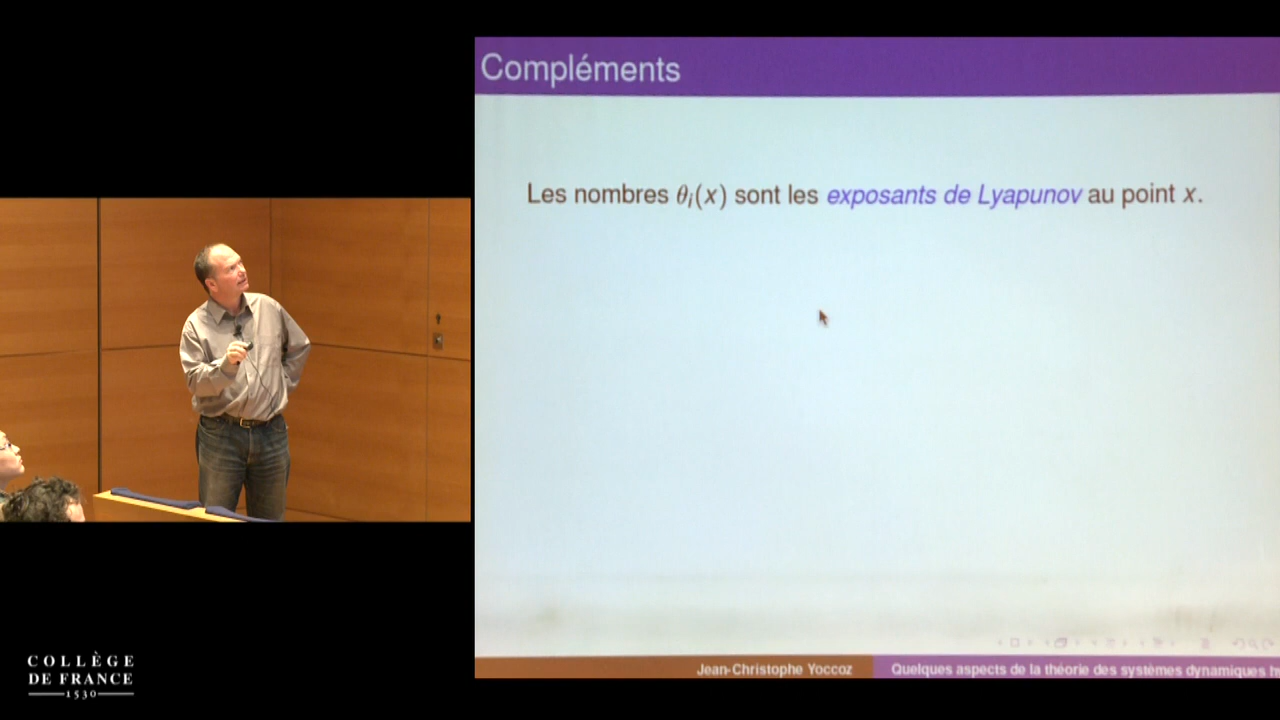 Compléments
Les nombres θᵢ(x) sont les exposants de Lyapunov au point x.
Jean-Christophe Yoccoz
Quelques aspects de la théorie des systèmes dynamiques
COLLÈGE
DE FRANCE
1530